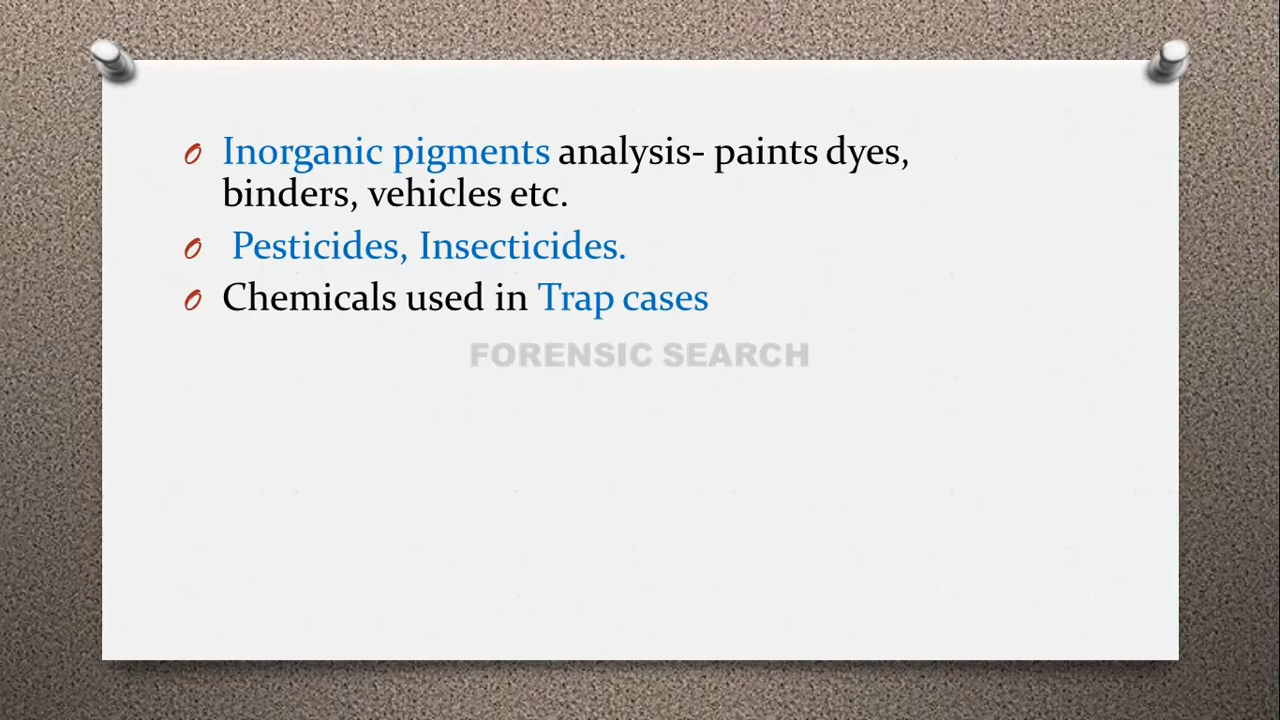 Inorganic pigments analysis- paints dyes,
binders, vehicles etc.
Pesticides, Insecticides.
Chemicals used in Trap cases
FORENSIC SEARCH